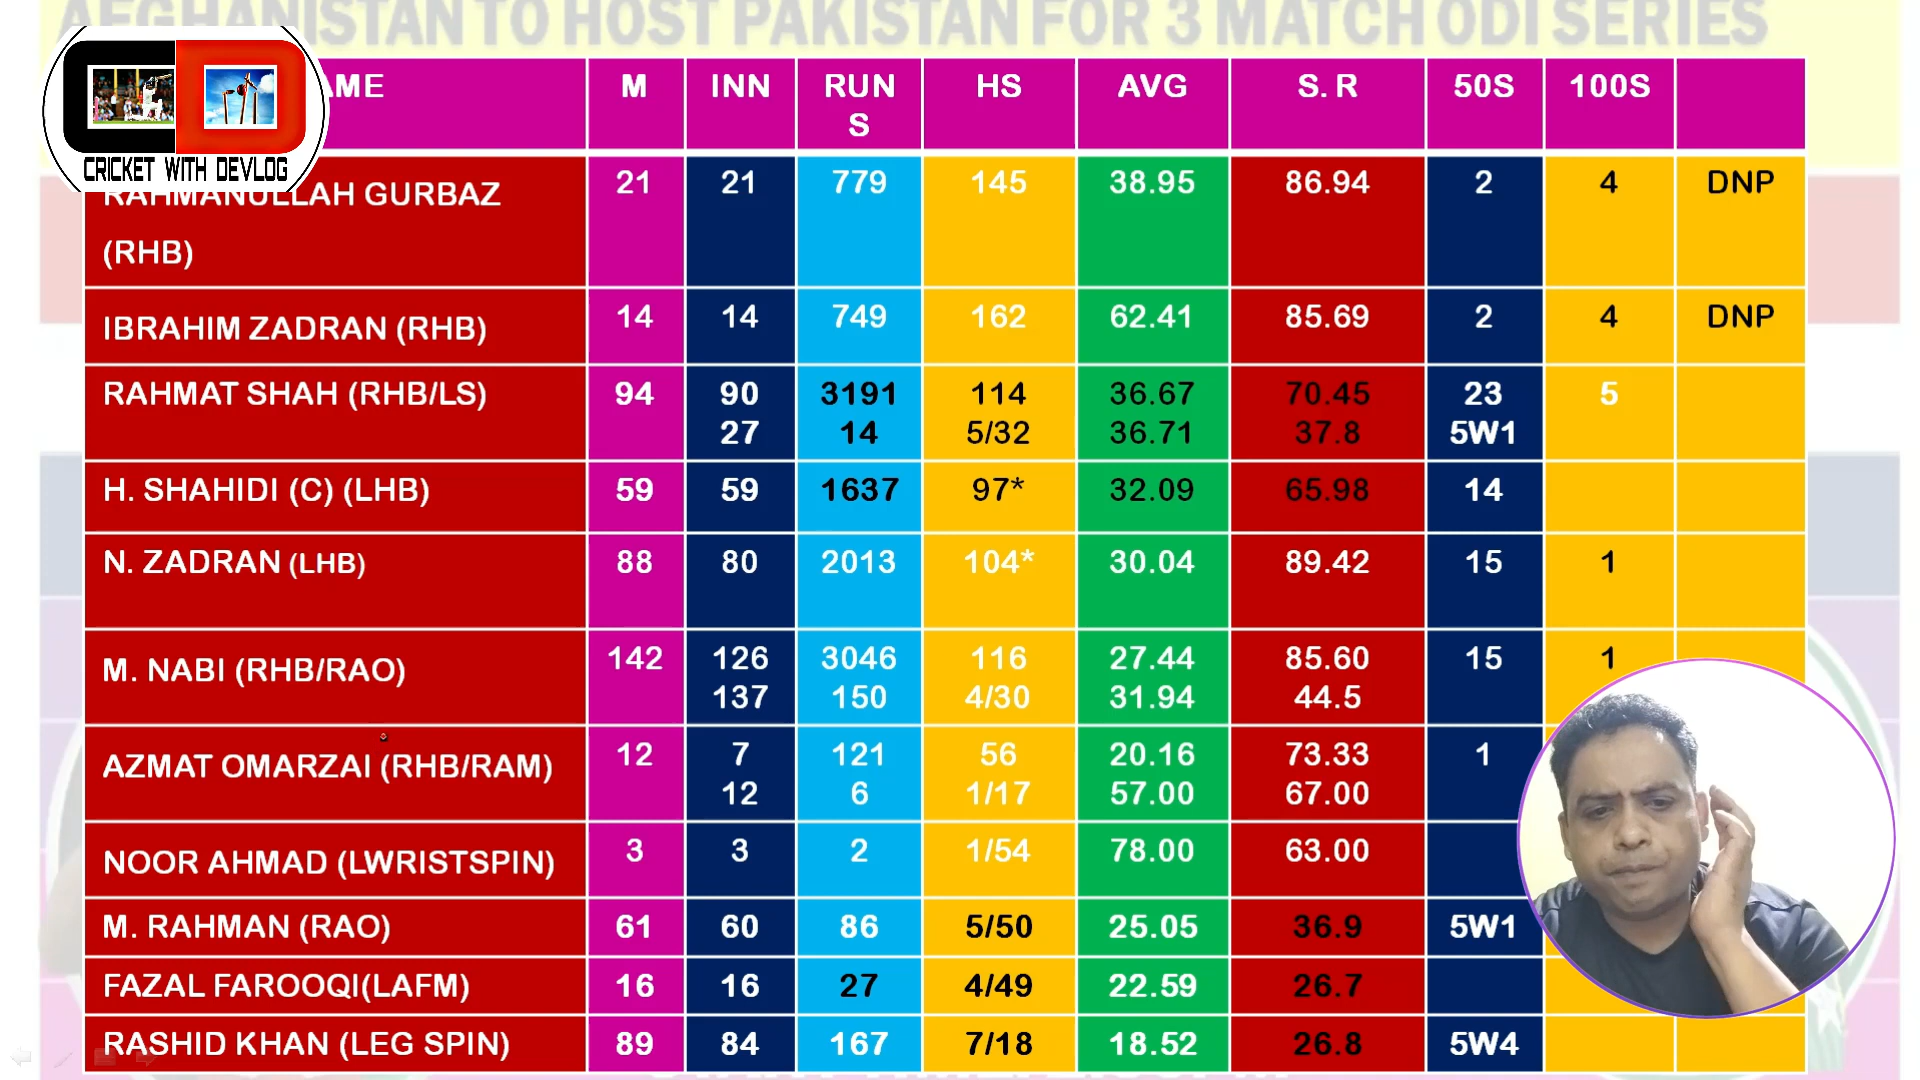 AFGHANISTAN TO HOST PAKISTAN FOR 3 MATCH ODI SERIES
CRICKET WITH DEVLOG
AME M INN RUN S HS AVG S. R 50S 100S
RAHMANULLAH GURBAZ (RHB) 21 21 779 145 38.95 86.94 2 4 DNP
IBRAHIM ZADRAN (RHB) 14 14 749 162 62.41 85.69 2 4 DNP
RAHMAT SHAH (RHB/LS) 94 90 3191 114 36.67 70.45 23 5
27 14 5/32 36.71 37.8 5W1
H. SHAHIDI (C) (LHB) 59 59 1637 97* 32.09 65.98 14
N. ZADRAN (LHB) 88 80 2013 104* 30.04 89.42 15 1
M. NABI (RHB/RAO) 142 126 3046 116 27.44 85.60 15 1
137 150 4/30 31.94 44.5
AZMAT OMARZAI (RHB/RAM) 12 7 121 56 20.16 73.33 1
12 6 1/17 57.00 67.00
NOOR AHMAD (LWRISTSPIN) 3 3 2 1/54 78.00 63.00
M. RAHMAN (RAO) 61 60 86 5/50 25.05 36.9 5W1
FAZAL FAROOQI(LAFM) 16 16 27 4/49 22.59 26.7
RASHID KHAN (LEG SPIN) 89 84 167 7/18 18.52 26.8 5W4